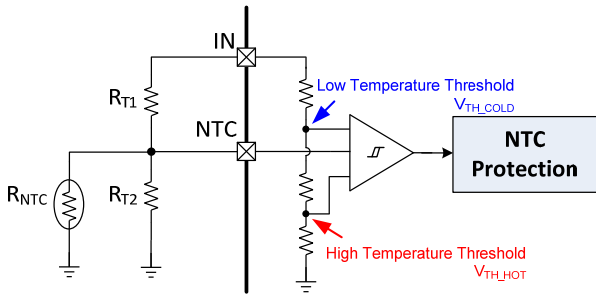 IN
Low Temperature Threshold
V_TH_COLD
R_T1
NTC
NTC
Protection
R_NTC
R_T2
High Temperature Threshold
V_TH_HOT